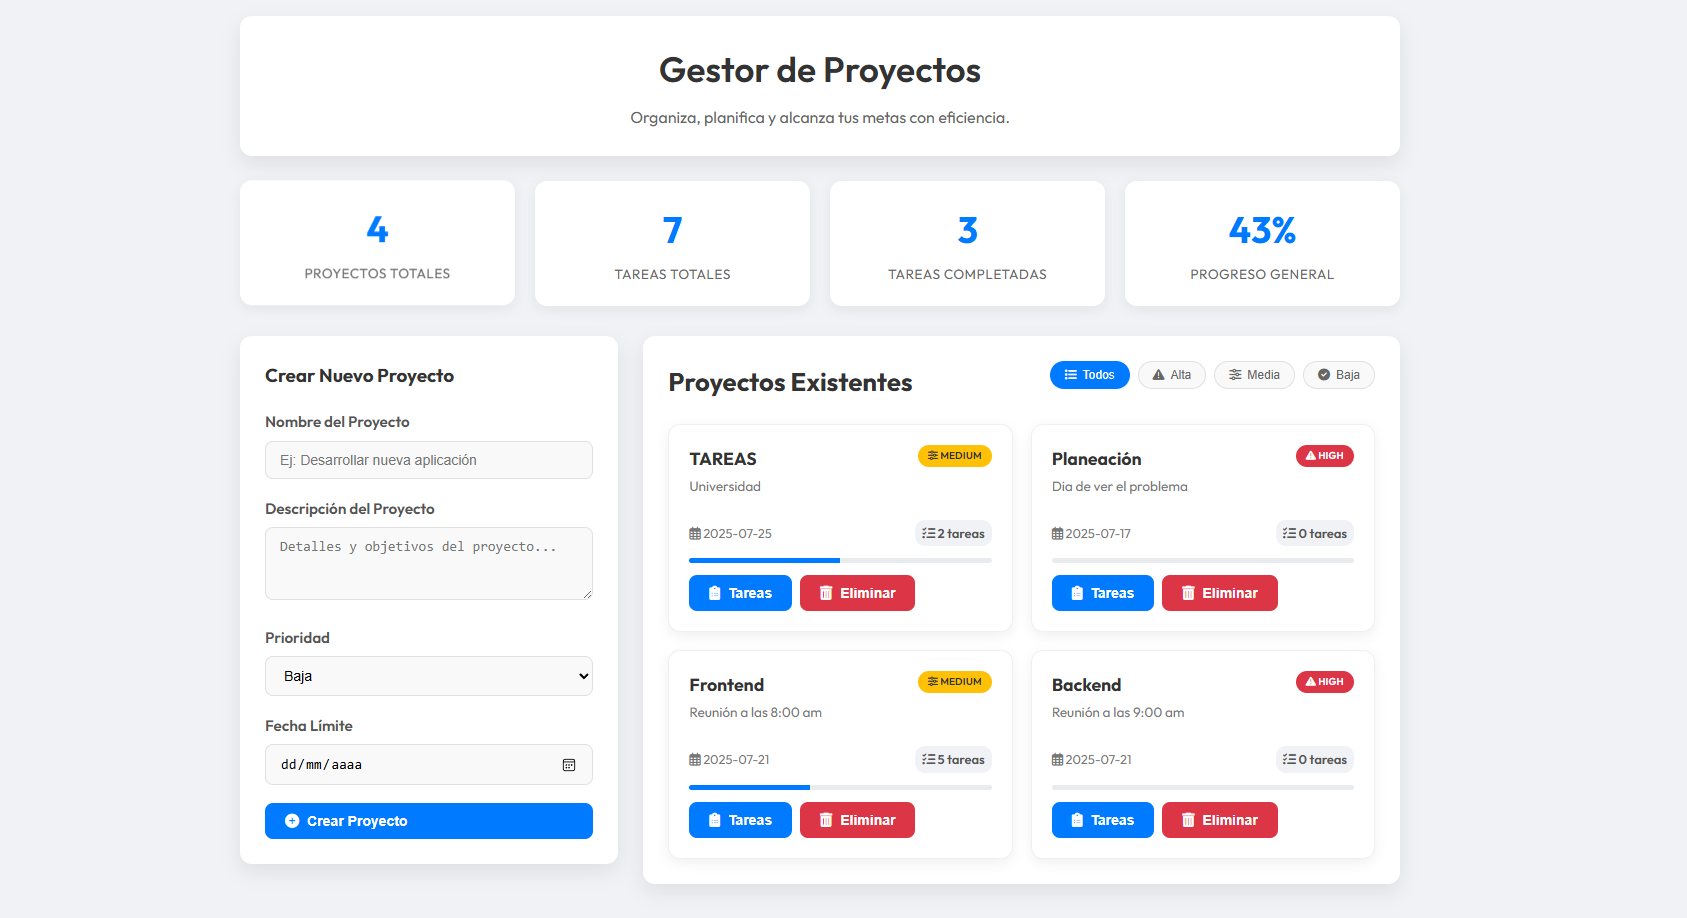 Gestor de Proyectos
Organiza, planifica y alcanza tus metas con eficiencia.
4
PROYECTOS TOTALES
7
TAREAS TOTALES
3
TAREAS COMPLETADAS
43%
PROGRESO GENERAL
Crear Nuevo Proyecto
Nombre del Proyecto
Ej: Desarrollar nueva aplicación
Descripción del Proyecto
Detalles y objetivos del proyecto...
Prioridad
Baja
Fecha Límite
dd/mm/aaaa
Crear Proyecto
Proyectos Existentes
Todos
Alta
Media
Baja
TAREAS
MEDIUM
Universidad
2025-07-25
2 tareas
Tareas
Eliminar
Planeación
HIGH
Dia de ver el problema
2025-07-17
0 tareas
Tareas
Eliminar
Frontend
MEDIUM
Reunión a las 8:00 am
2025-07-21
5 tareas
Tareas
Eliminar
Backend
HIGH
Reunión a las 9:00 am
2025-07-21
0 tareas
Tareas
Eliminar